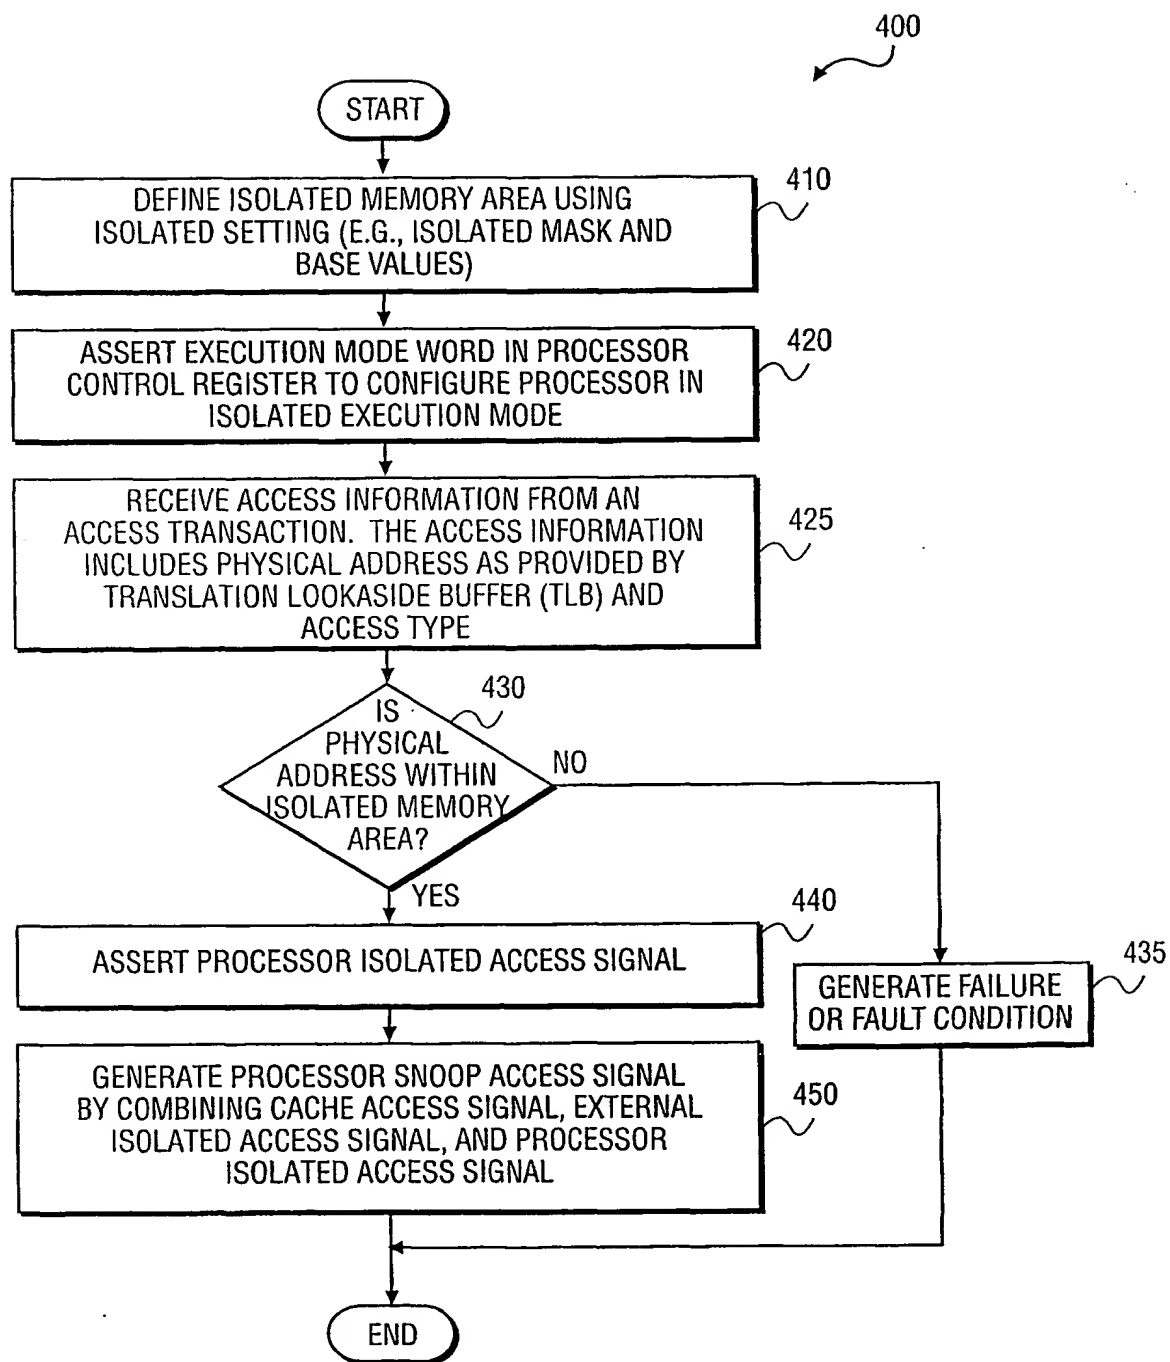 400
START
410
DEFINE ISOLATED MEMORY AREA USING
ISOLATED SETTING (E.G., ISOLATED MASK AND
BASE VALUES)
420
ASSERT EXECUTION MODE WORD IN PROCESSOR
CONTROL REGISTER TO CONFIGURE PROCESSOR IN
ISOLATED EXECUTION MODE
RECEIVE ACCESS INFORMATION FROM AN
ACCESS TRANSACTION. THE ACCESS INFORMATION
425
INCLUDES PHYSICAL ADDRESS AS PROVIDED BY
TRANSLATION LOOKASIDE BUFFER (TLB) AND
ACCESS TYPE
430
IS
PHYSICAL
ADDRESS WITHIN
ISOLATED MEMORY
AREA?
NO
YES
440
ASSERT PROCESSOR ISOLATED ACCESS SIGNAL
435
GENERATE FAILURE
OR FAULT CONDITION
GENERATE PROCESSOR SNOOP ACCESS SIGNAL
BY COMBINING CACHE ACCESS SIGNAL, EXTERNAL
ISOLATED ACCESS SIGNAL, AND PROCESSOR
ISOLATED ACCESS SIGNAL
450
END